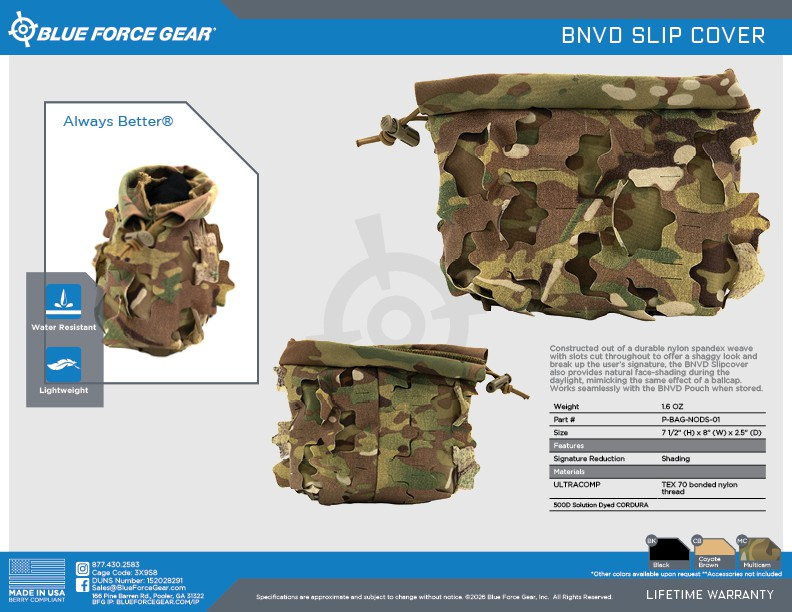 BLUE FORCE GEAR
BNVD SLIP COVER
Always Better®
Water Resistant
Lightweight
Constructed out of a durable nylon spandex weave
with slots cut throughout to offer a shaggy look and
break up the user's signature, the BNVD Slipcover
also provides natural face-shading during the
daylight, mimicking the same effect of a ballcap.
Works seamlessly with the BNVD Pouch when stored.
Weight 1.6 OZ
Part # P-BAG-NODS-01
Size 7 1/2" (H) x 8" (W) x 2.5" (D)
Features
Signature Reduction Shading
Materials
ULTRACOMP TEX 70 bonded nylon
thread
500D Solution Dyed CORDURA
BK
Black
CB
Coyote
Brown
MC
Multicam
*Other colors available upon request **Accessories not included
MADE IN USA
BERRY COMPLIANT
877.430.2583
Cage Code: 3X9S8
DUNS Number: 152028291
Sales@BlueForceGear.com
166 Pine Barren Rd., Pooler, GA 31322
BFG IP: BLUEFORCEGEAR.COM/IP
Specifications are approximate and subject to change without notice. ©2026 Blue Force Gear, Inc. All Rights Reserved.
LIFETIME WARRANTY